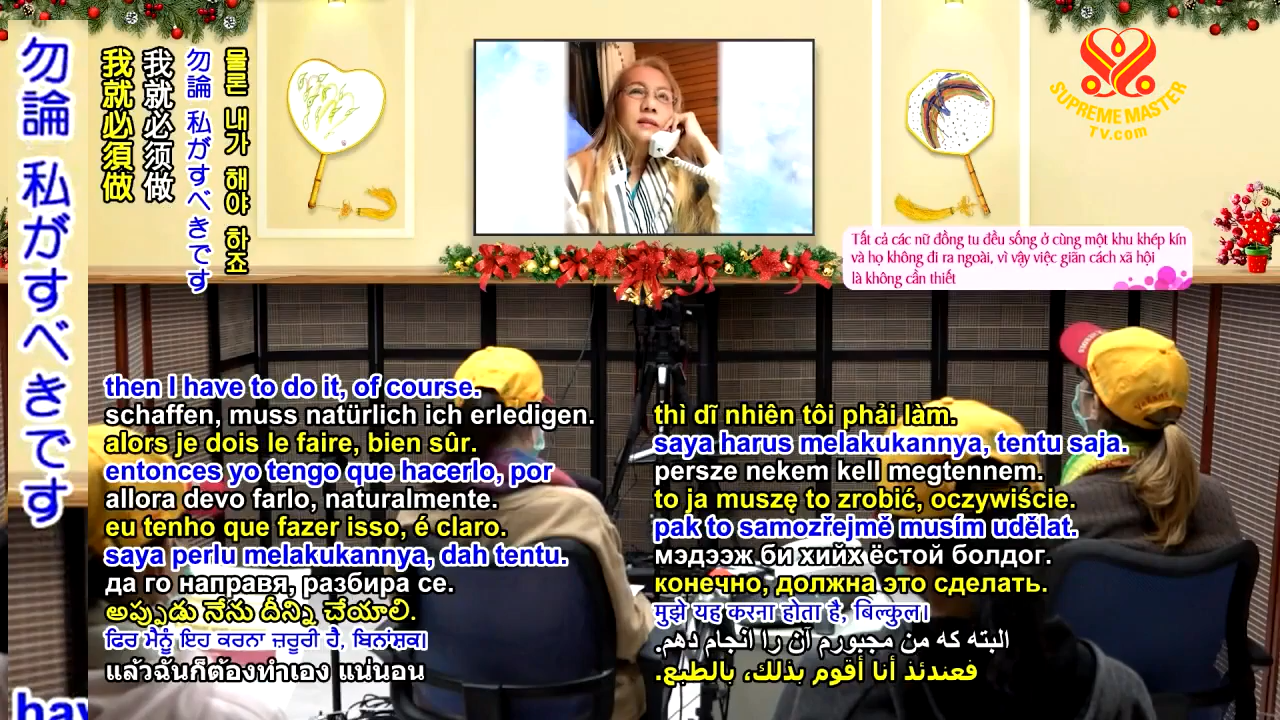 勿論 私がすべきです
我就必須做
我就必须做
勿論 私がすべきです
물론 내가 해야 하죠
SUPREME MASTER
TV.com
Tất cả các nữ đồng tu đều sống ở cùng một khu khép kín
và họ không đi ra ngoài, vì vậy việc giãn cách xã hội
là không cần thiết
then I have to do it, of course.
schaffen, muss natürlich ich erledigen.
alors je dois le faire, bien sûr.
entonces yo tengo que hacerlo, por
allora devo farlo, naturalmente.
eu tenho que fazer isso, é claro.
saya perlu melakukannya, dah tentu.
да го направя, разбира се.
అప్పుడు నేను దీన్ని చేయాలి.
ਫਿਰ ਮੈਨੂੰ ਇਹ ਕਰਨਾ ਜ਼ਰੂਰੀ ਹੈ, ਬਿਨਾਂਸ਼ਕ।
แล้วฉันก็ต้องทำเอง แน่นอน
thì dĩ nhiên tôi phải làm.
saya harus melakukannya, tentu saja.
persze nekem kell megtennem.
to ja muszę to zrobić, oczywiście.
pak to samozřejmě musím udělat.
мэдээж би хийх ёстой болдог.
конечно, должна это сделать.
मुझे यह करना होता है, बिल्कुल।
البته که من مجبورم آن را انجام دهم.
فعندئذ أنا أقوم بذلك، بالطبع.
hav